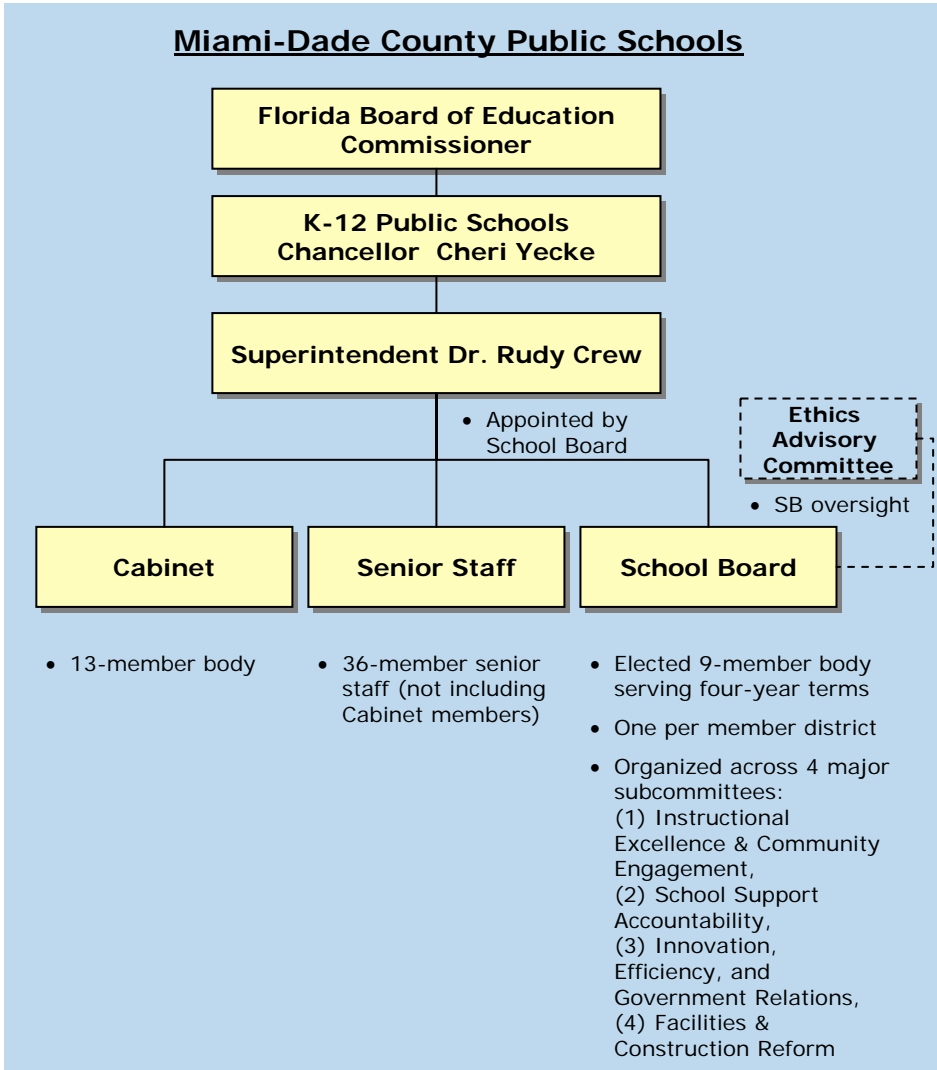 Miami-Dade County Public Schools
Florida Board of Education
Commissioner
K-12 Public Schools
Chancellor Cheri Yecke
Superintendent Dr. Rudy Crew
• Appointed by
School Board
Ethics
Advisory
Committee
• SB oversight
Cabinet
Senior Staff
School Board
• 13-member body
• 36-member senior
staff (not including
Cabinet members)
• Elected 9-member body
serving four-year terms
• One per member district
• Organized across 4 major
subcommittees:
(1) Instructional
Excellence & Community
Engagement,
(2) School Support
Accountability,
(3) Innovation,
Efficiency, and
Government Relations,
(4) Facilities &
Construction Reform